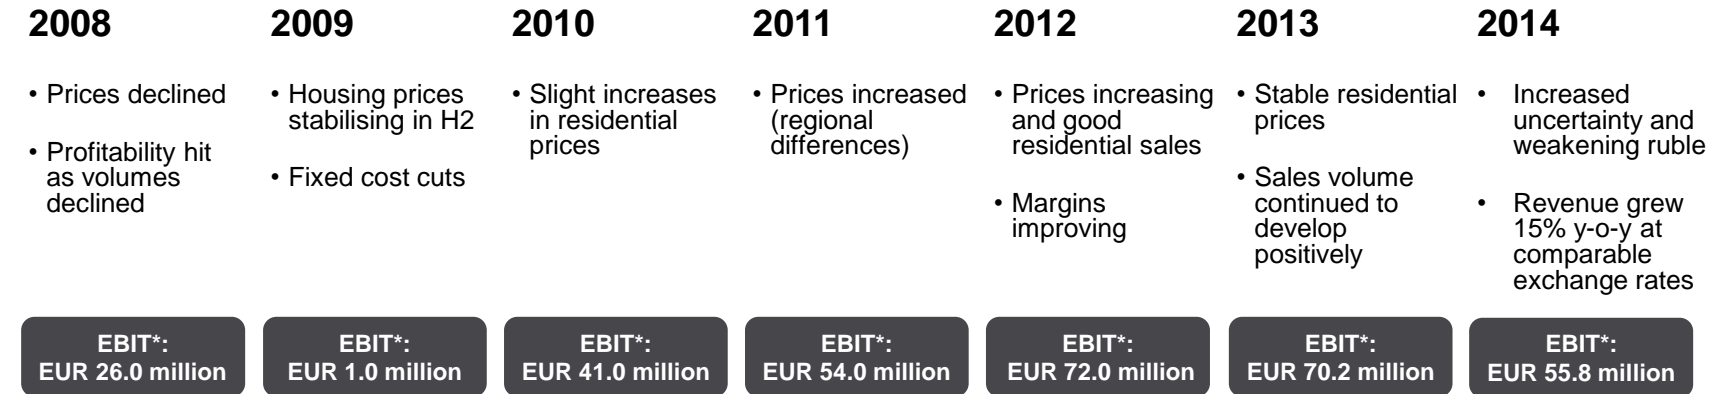 2008
• Prices declined
• Profitability hit
as volumes
declined
EBIT*:
EUR 26.0 million
2009
• Housing prices
stabilising in H2
• Fixed cost cuts
EBIT*:
EUR 1.0 million
2010
• Slight increases
in residential
prices
EBIT*:
EUR 41.0 million
2011
• Prices increased
(regional
differences)
EBIT*:
EUR 54.0 million
2012
• Prices increasing
and good
residential sales
• Margins
improving
EBIT*:
EUR 72.0 million
2013
• Stable residential
prices
• Sales volume
continued to
develop
positively
EBIT*:
EUR 70.2 million
2014
• Increased
uncertainty and
weakening ruble
• Revenue grew
15% y-o-y at
comparable
exchange rates
EBIT*:
EUR 55.8 million